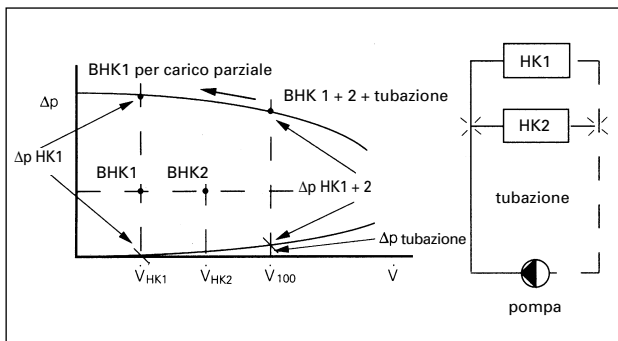 BHK1 per carico parziale
BHK 1 + 2 + tubazione
Δp
Δp HK1
BHK1
BHK2
Δp HK1 + 2
Δp tubazione
V̇HK1
V̇HK2
V̇100
V̇
HK1
HK2
tubazione
pompa